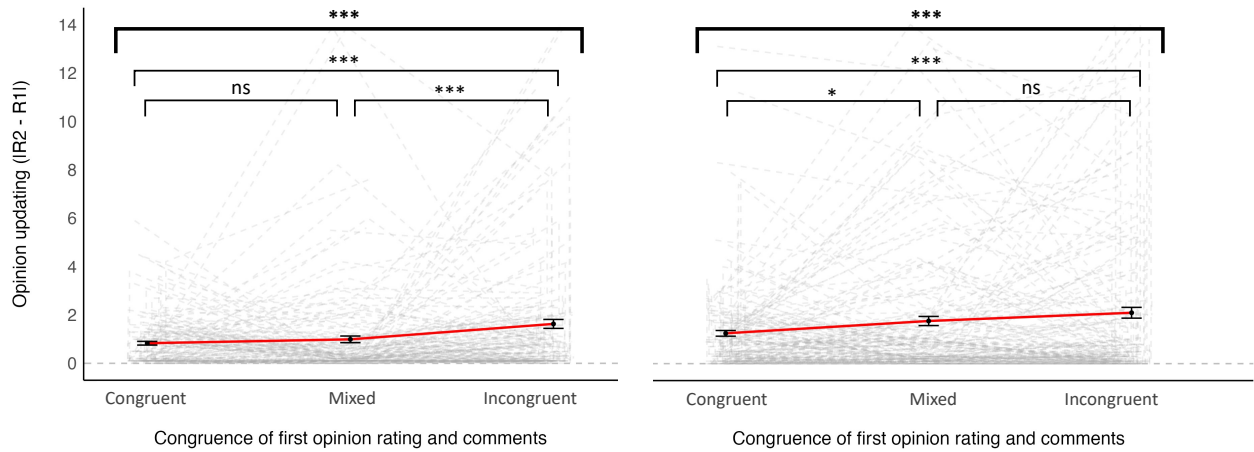 14
12
10
8
6
4
2
0
Opinion updating (IR2 - R1I)
***
***
ns
***
Congruent
Mixed
Incongruent
Congruence of first opinion rating and comments
***
***
*
ns
Congruent
Mixed
Incongruent
Congruence of first opinion rating and comments